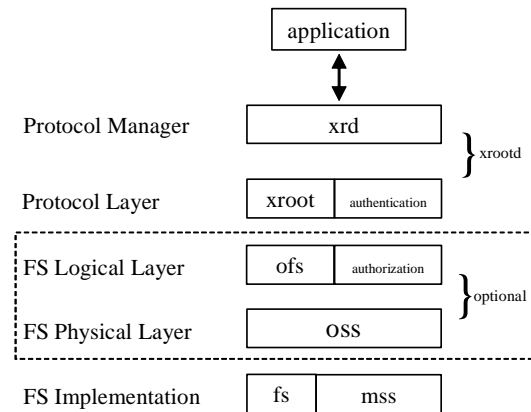 application
Protocol Manager xrd
} xrootd
Protocol Layer xroot authentication
FS Logical Layer ofs authorization
} optional
FS Physical Layer oss
FS Implementation fs mss